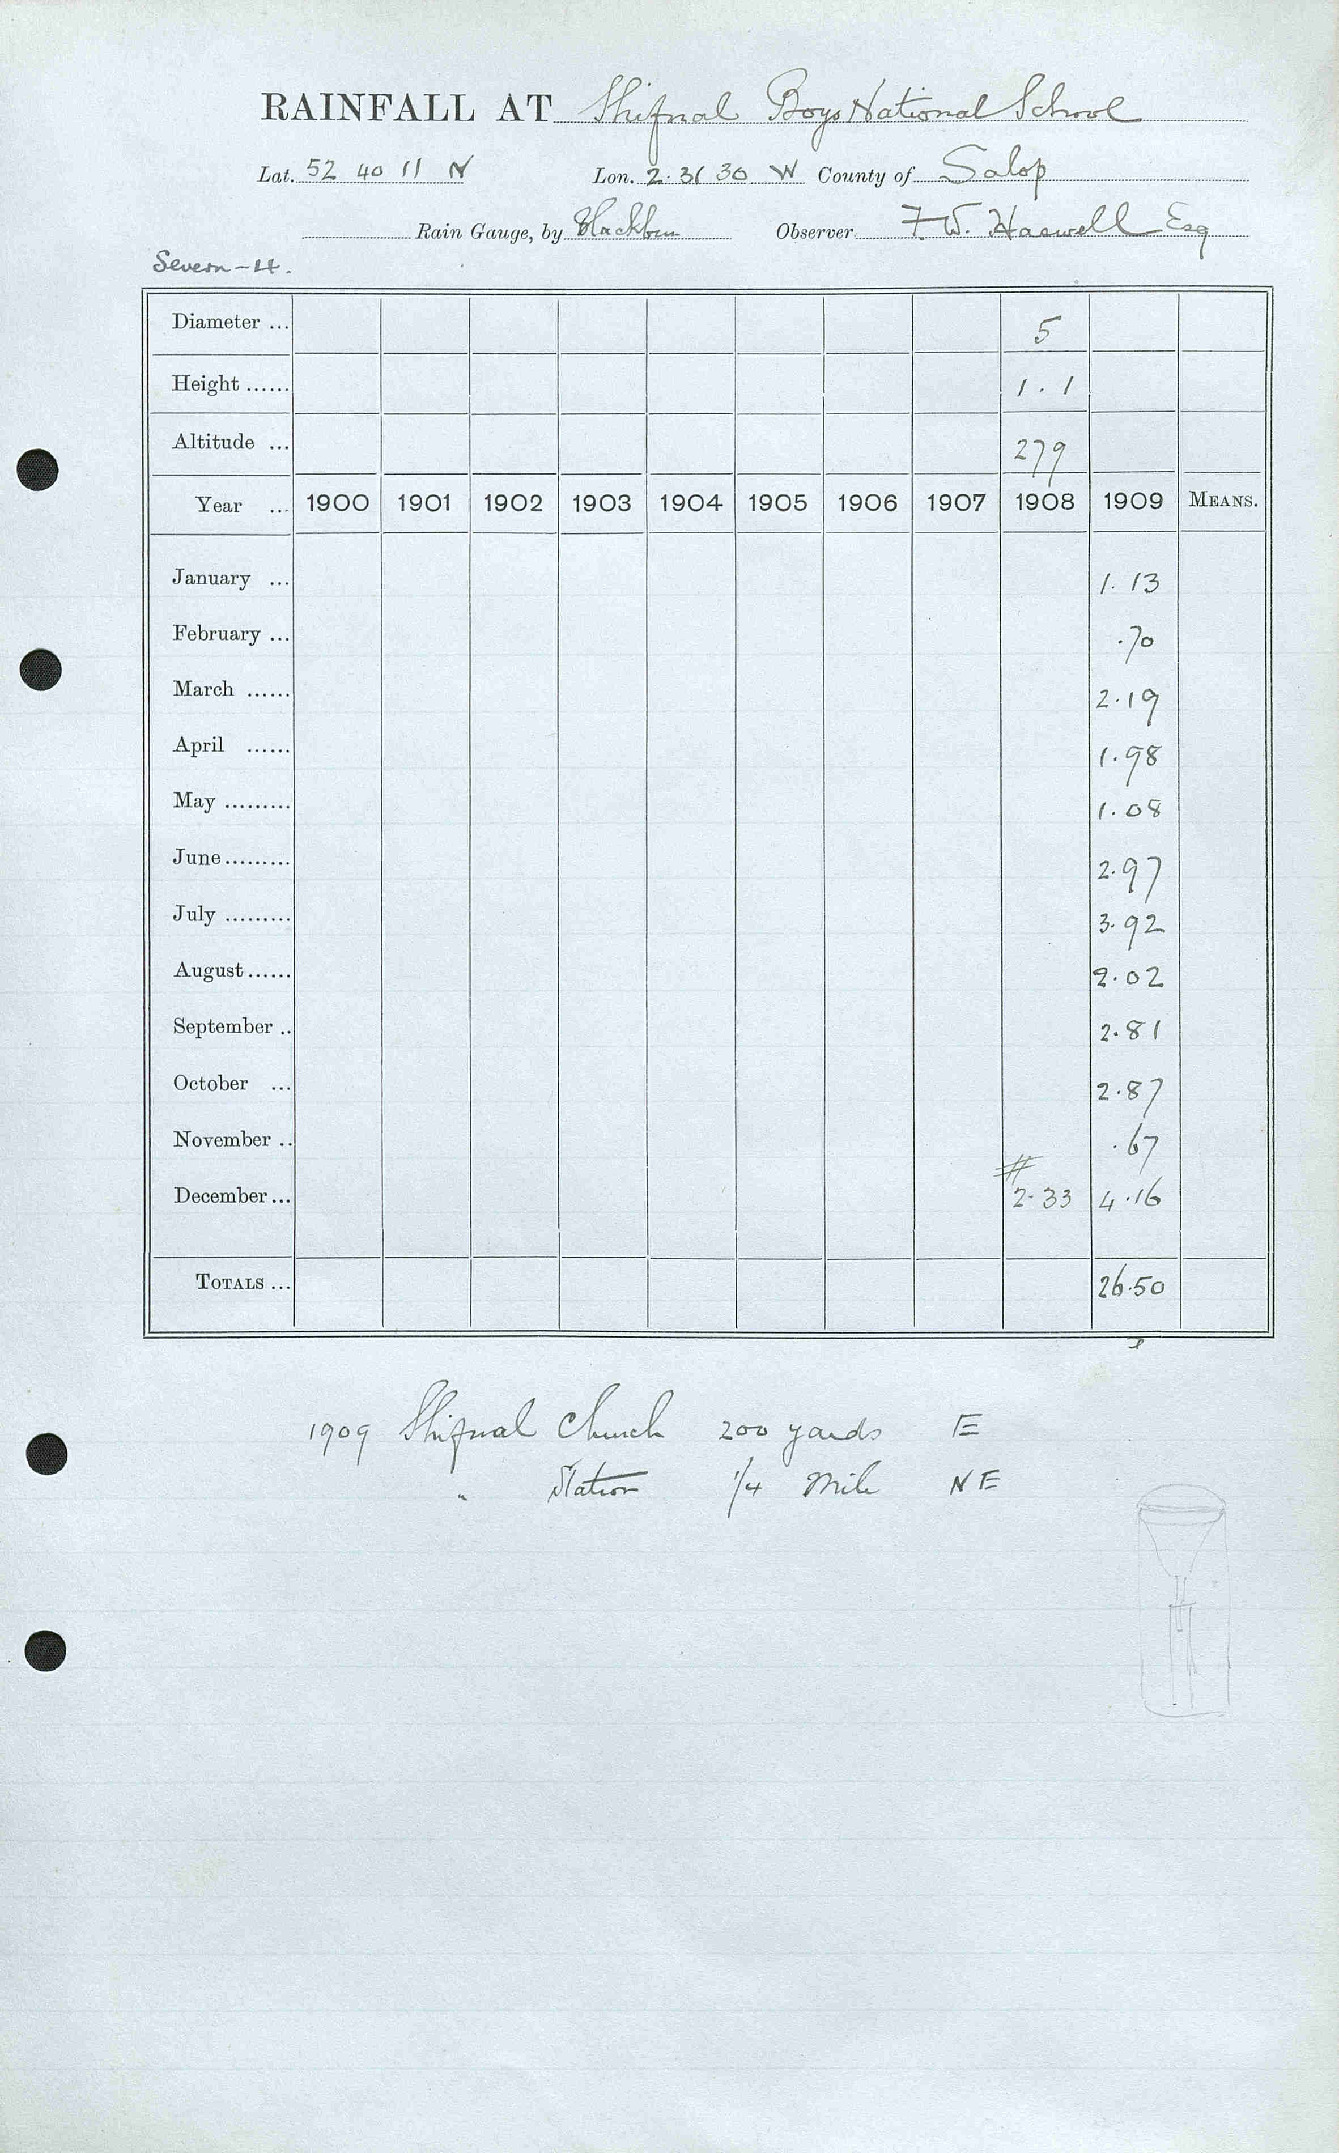 RAINFALL AT Shifnal Boys National School
Lat. 52 40 11 N Lon. 2. 31 30 W County of Salop
Rain Gauge, by Blackburn Observer F. W. Haswell Esq
Severn - 4.
Diameter ... 5
Height ...... 1 . 1
Altitude ... 279
Year ... 1900 1901 1902 1903 1904 1905 1906 1907 1908 1909 MEANS.
January ... 1. 13
February ... .70
March ...... 2.19
April ...... 1.98
May ......... 1.08
June ......... 2.97
July ......... 3.92
August ...... 2.02
September .. 2.81
October ... 2.87
November .. .67
#
December ... 2.33 4.16
TOTALS ... 26.50
1909 Shifnal Church 200 yards E
" Station 1/4 Mile NE